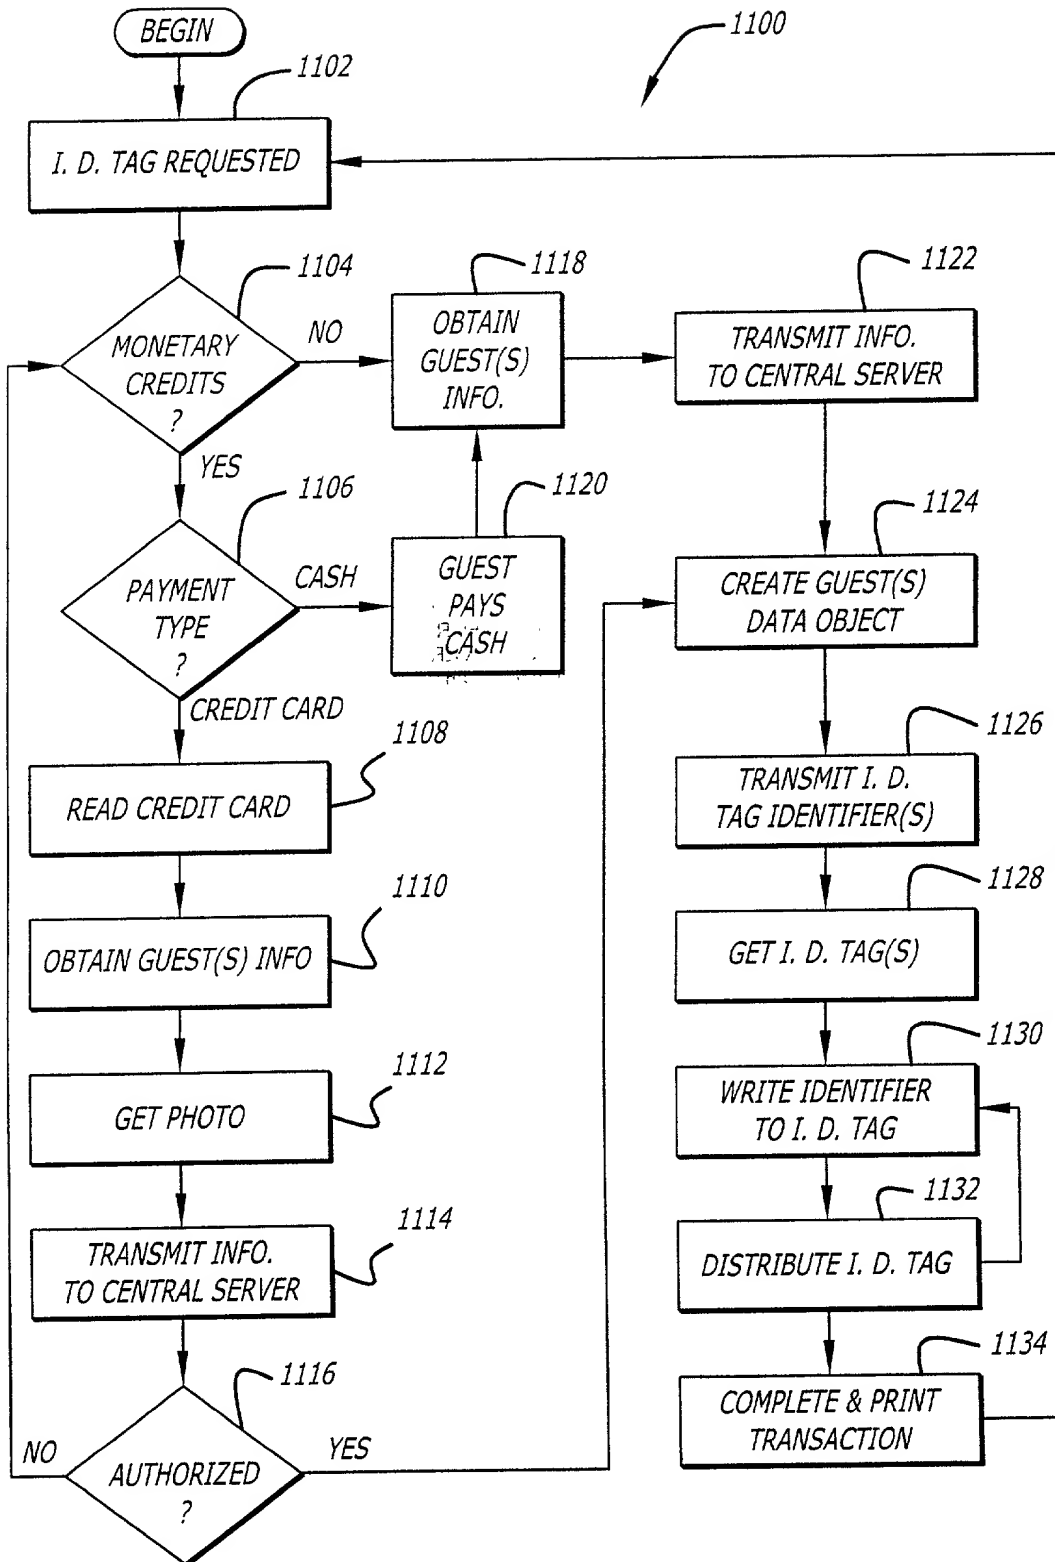 BEGIN
1100
1102
I. D. TAG REQUESTED
1104
MONETARY
CREDITS
?
NO
YES
1118
OBTAIN
GUEST(S)
INFO.
1122
TRANSMIT INFO.
TO CENTRAL SERVER
1106
PAYMENT
TYPE
?
CASH
CREDIT CARD
1120
GUEST
PAYS
CASH
1124
CREATE GUEST(S)
DATA OBJECT
1108
READ CREDIT CARD
1126
TRANSMIT I. D.
TAG IDENTIFIER(S)
1110
OBTAIN GUEST(S) INFO
1128
GET I. D. TAG(S)
1112
GET PHOTO
1130
WRITE IDENTIFIER
TO I. D. TAG
1114
TRANSMIT INFO.
TO CENTRAL SERVER
1132
DISTRIBUTE I. D. TAG
1116
AUTHORIZED
?
NO
YES
1134
COMPLETE & PRINT
TRANSACTION